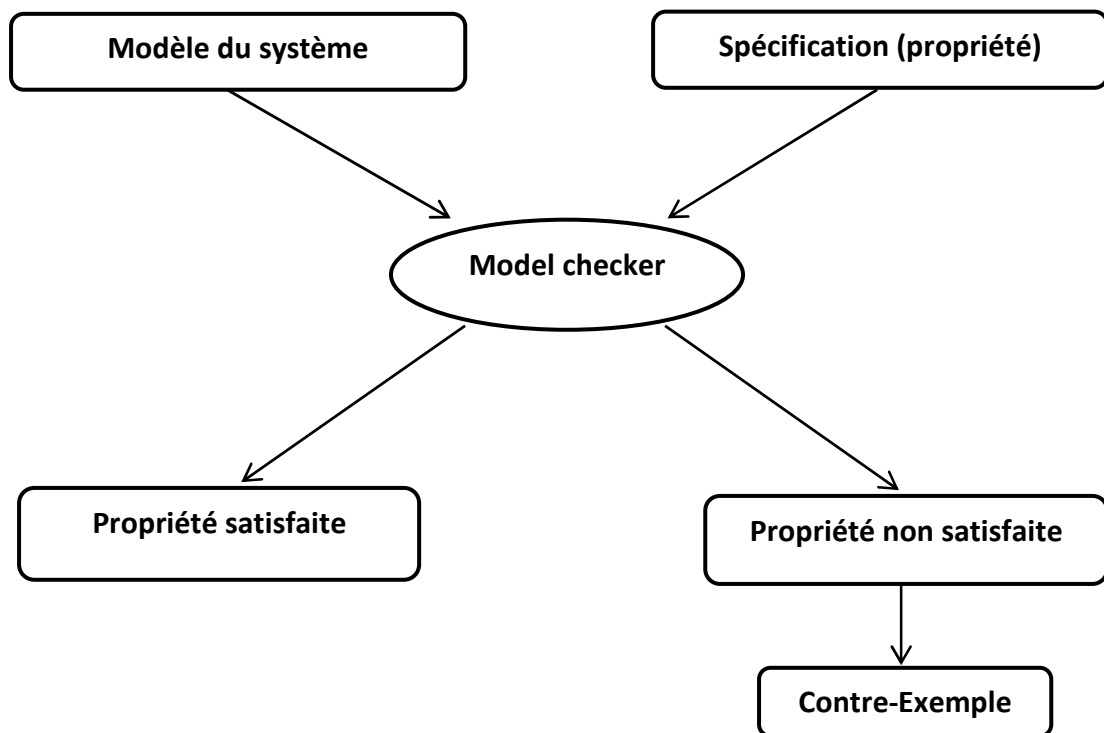 Modèle du système
Spécification (propriété)
Model checker
Propriété satisfaite
Propriété non satisfaite
Contre-Exemple